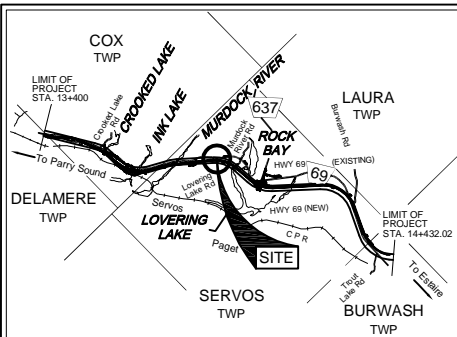 COX
TWP
LIMIT OF
PROJECT
STA. 13+400
Crooked Lake
Rd
CROOKED LAKE
INK LAKE
MURDOCK RIVER
637
Murdock
River Rd
ROCK
BAY
LAURA
TWP
Burwash Rd
To Parry Sound
DELAMERE
TWP
Servos
Lovering
Lake Rd
LOVERING
LAKE
Paget
HWY 69
(EXISTING)
69
HWY 69 (NEW)
CPR
SITE
LIMIT OF
PROJECT
STA. 14+432.02
To Estaire
Trout
Lake Rd
SERVOS
TWP
BURWASH
TWP